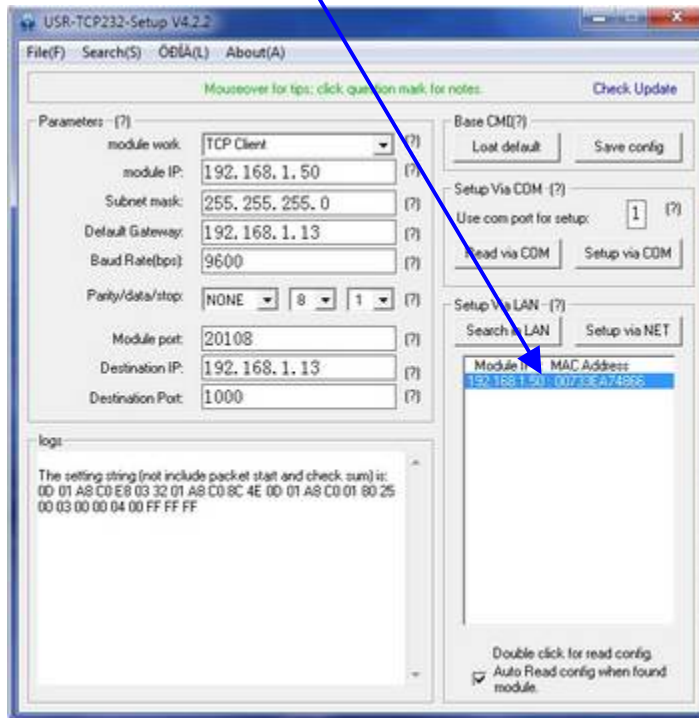 USR-TCP232-Setup V4.2.2
File(F) Search(S) ÖÐÎÄ(L) About(A)
Mouseover for tips; click question mark for notes.
Check Update
Parameters (?)
module work: TCP Client (?)
module IP: 192.168.1.50 (?)
Subnet mask: 255.255.255.0 (?)
Default Gateway: 192.168.1.13 (?)
Baud Rate(bps): 9600 (?)
Parity/data/stop: NONE 8 1 (?)
Module port: 20108 (?)
Destination IP: 192.168.1.13 (?)
Destination Port: 1000 (?)
logs
The setting string (not include packet start and check sum) is:
0D 01 A8 C0 E8 03 32 01 A8 C0 8C 4E 0D 01 A8 C0 01 80 25
00 03 00 00 04 00 FF FF FF
Base CMD(?)
Loat default Save config
Setup Via COM (?)
Use com port for setup: 1 (?)
Read via COM Setup via COM
Setup Via LAN (?)
Search in LAN Setup via NET
Module IP MAC Address
192.168.1.50 : 00733EA74866
Double click for read config.
Auto Read config when found
module.